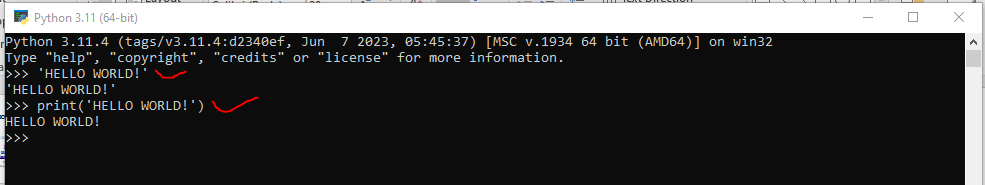 Python 3.11 (64-bit)
Python 3.11.4 (tags/v3.11.4:d2340ef, Jun  7 2023, 05:45:37) [MSC v.1934 64 bit (AMD64)] on win32
Type "help", "copyright", "credits" or "license" for more information.
>>> 'HELLO WORLD!'
'HELLO WORLD!'
>>> print('HELLO WORLD!')
HELLO WORLD!
>>>